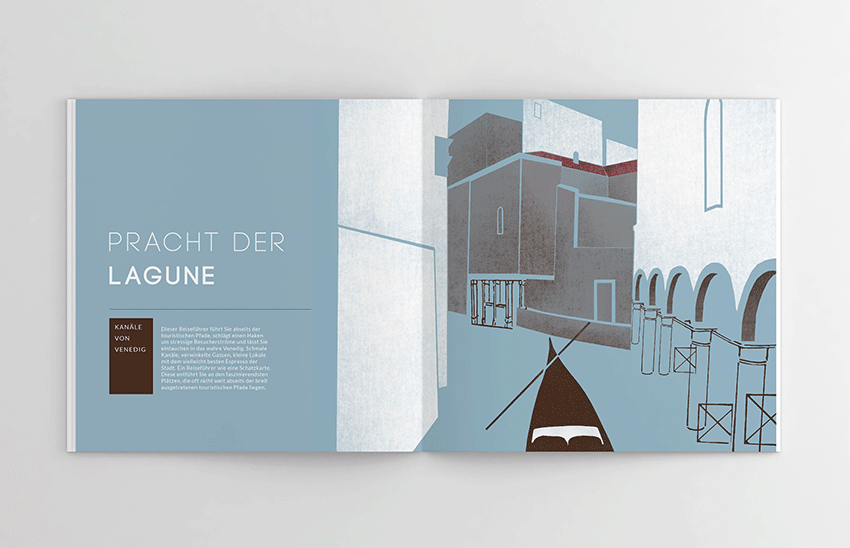 PRACHT DER
LAGUNE
KANÄLE
VON
VENEDIG
Dieser Reiseführer führt Sie abseits der
touristischen Pfade, schlägt einen Haken
um stressige Besucherströme und lässt Sie
eintauchen in das wahre Venedig. Schmale
Kanäle, verwinkelte Gassen, kleine Lokale
mit dem vielleicht besten Espresso der
Stadt. Ein Reiseführer wie eine Schatzkarte.
Diese entführt Sie an den faszinierendsten
Plätzen, die oft nicht weit abseits der breit
ausgetretenen touristischen Pfade liegen.